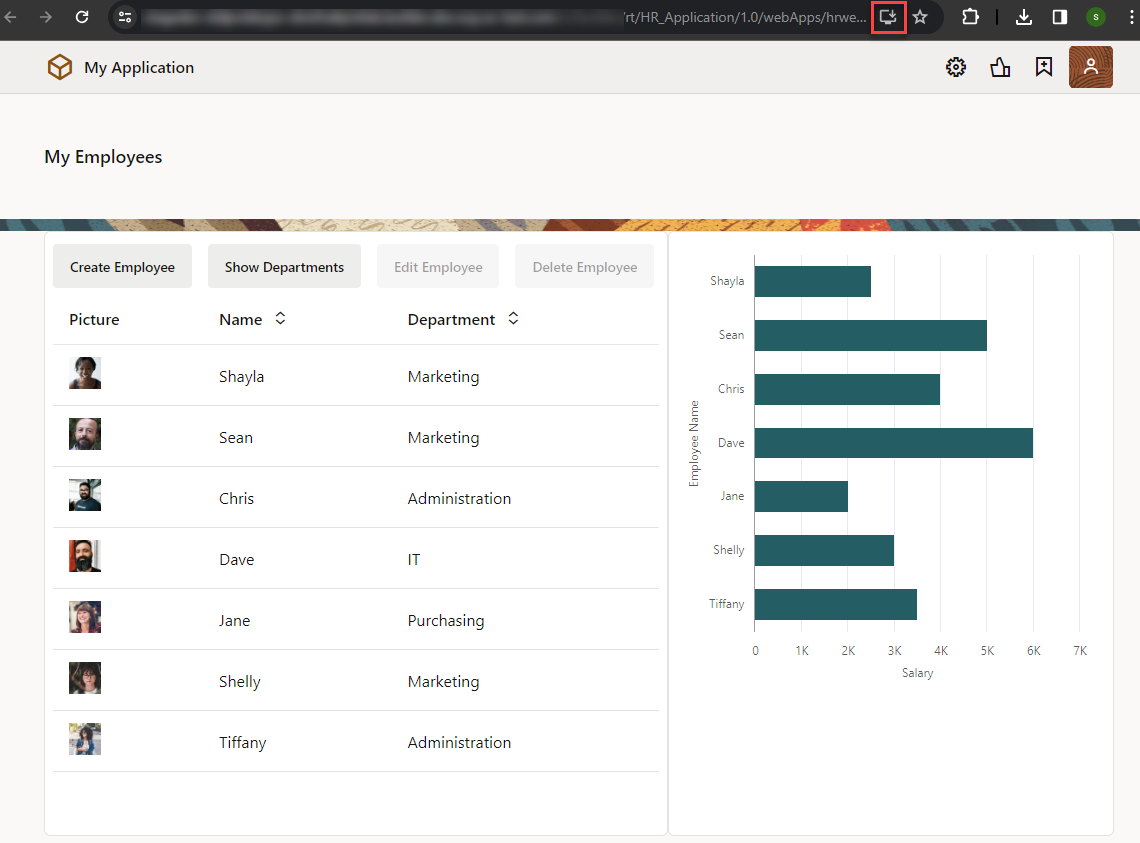 /rt/HR_Application/1.0/webApps/hrwe...
S
My Application
My Employees
Create Employee
Show Departments
Edit Employee
Delete Employee
Picture Name Department
Shayla Marketing
Sean Marketing
Chris Administration
Dave IT
Jane Purchasing
Shelly Marketing
Tiffany Administration
Employee Name
Shayla
Sean
Chris
Dave
Jane
Shelly
Tiffany
0 1K 2K 3K 4K 5K 6K 7K
Salary